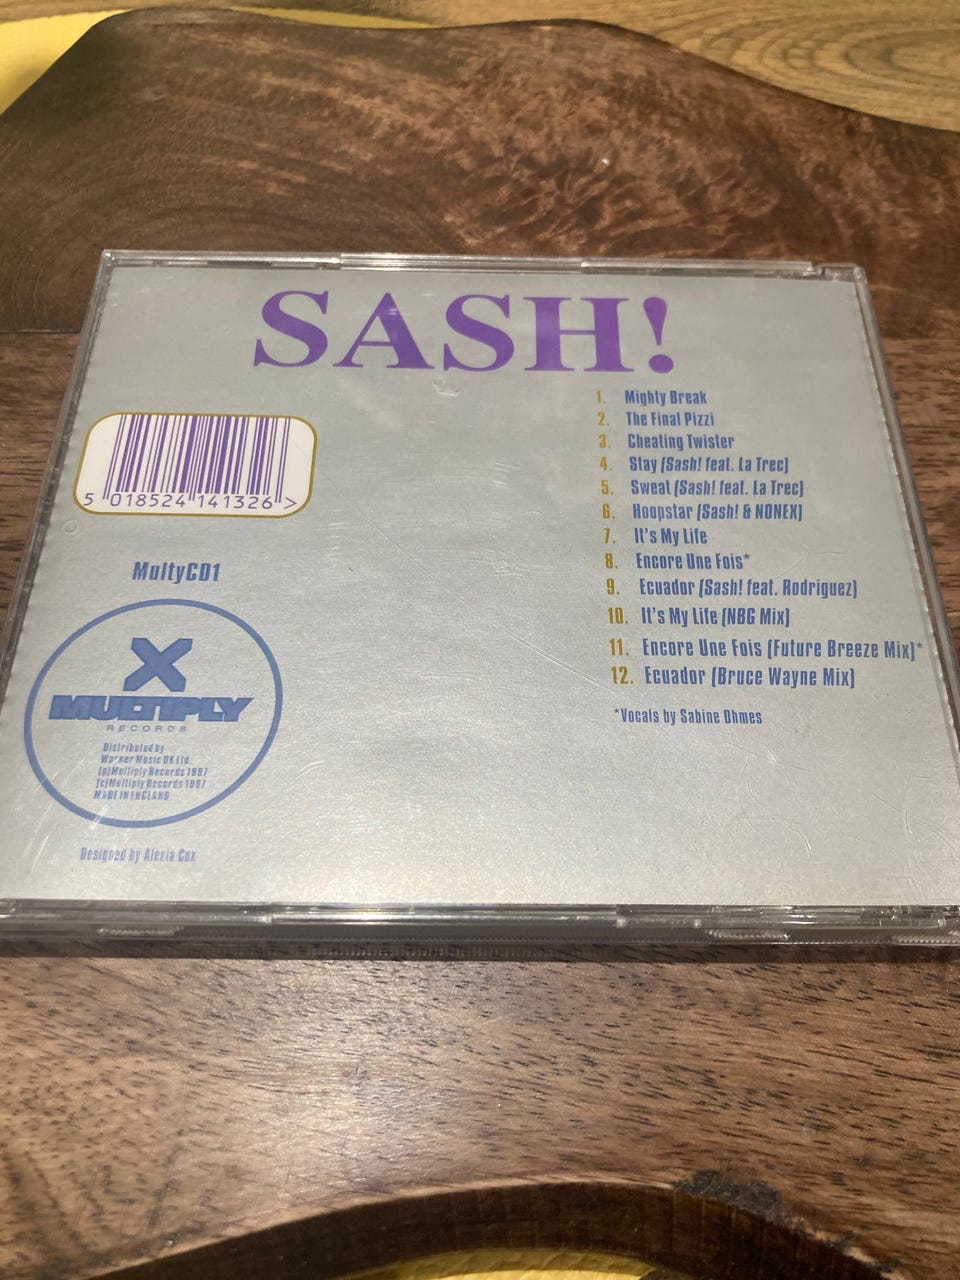 SASH!
1. Mighty Break
2. The Final Pizzi
3. Cheating Twister
4. Stay (Sash! feat. La Trec)
5. Sweat (Sash! feat. La Trec)
6. Hoopstar (Sash! & NONEX)
7. It's My Life
8. Encore Une Fois*
9. Ecuador (Sash! feat. Rodriguez)
10. It's My Life (NBG Mix)
11. Encore Une Fois (Future Breeze Mix)*
12. Ecuador (Bruce Wayne Mix)
*Vocals by Sabine Ohmes
5 018524 141326 >
MultyCD1
X
MULTIPLY
RECORDS
Distributed by
Warner Music UK Ltd.
(p)Multiply Records 1997
(c)Multiply Records 1997
MADE IN ENGLAND
Designed by Alexia Cox